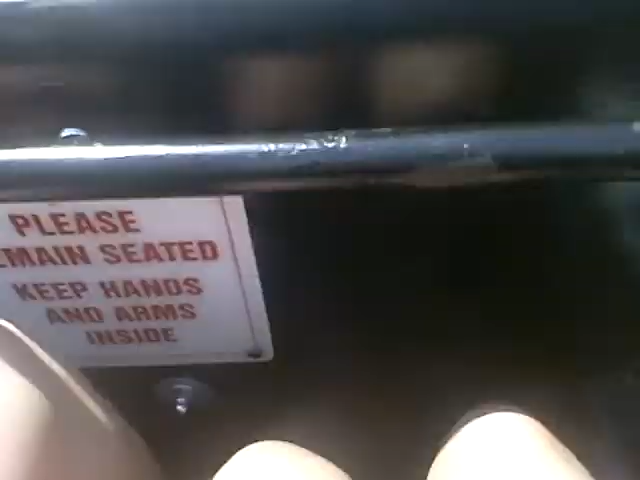 PLEASE
EMAIN SEATED
KEEP HANDS
AND ARMS
INSIDE